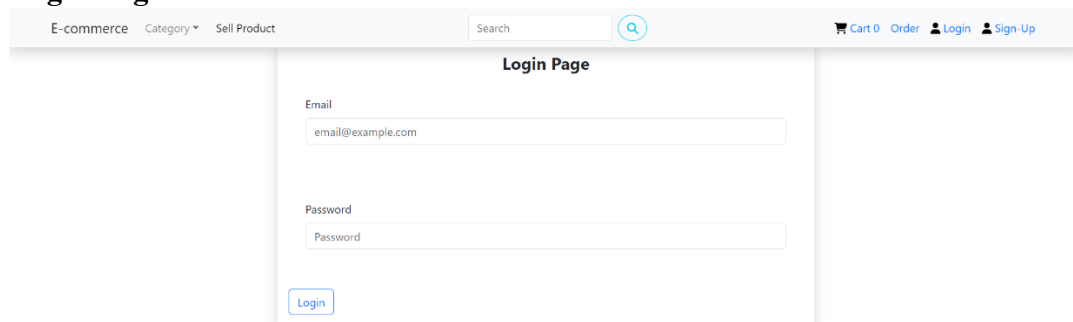 E-commerce Category Sell Product Search Cart 0 Order Login Sign-Up
Login Page
Email
email@example.com
Password
Password
Login